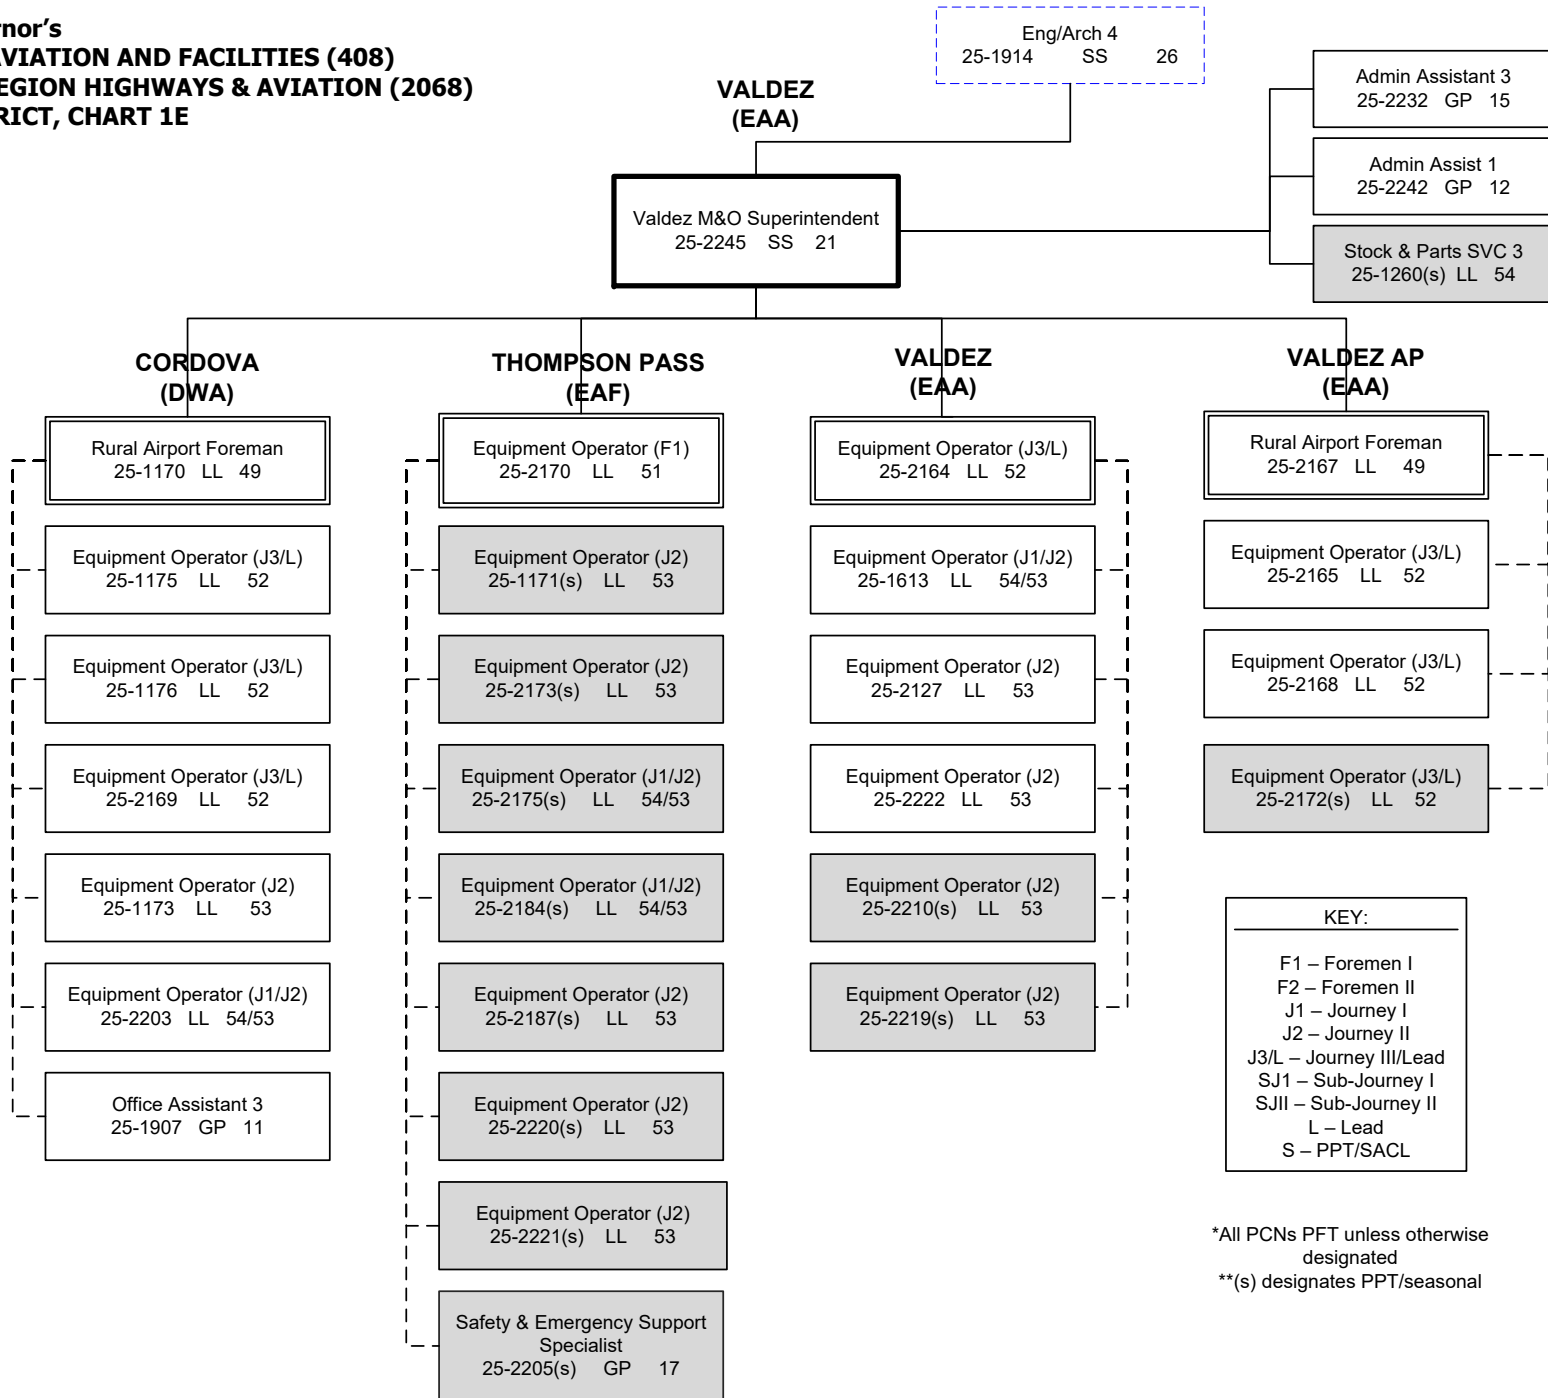 AVIATION AND FACILITIES (408)
HIGHWAYS & AVIATION (2068)
CHART 1E
Eng/Arch 4
25-1914 SS 26
VALDEZ
(EAA)
Valdez M&O Superintendent
25-2245 SS 21
Admin Assistant 3
25-2232 GP 15
Admin Assist 1
25-2242 GP 12
Stock & Parts SVC 3
25-1260(s) LL 54
CORDOVA
(DWA)
Rural Airport Foreman
25-1170 LL 49
Equipment Operator (J3/L)
25-1175 LL 52
Equipment Operator (J3/L)
25-1176 LL 52
Equipment Operator (J3/L)
25-2169 LL 52
Equipment Operator (J2)
25-1173 LL 53
Equipment Operator (J1/J2)
25-2203 LL 54/53
Office Assistant 3
25-1907 GP 11
THOMPSON PASS
(EAF)
Equipment Operator (F1)
25-2170 LL 51
Equipment Operator (J2)
25-1171(s) LL 53
Equipment Operator (J2)
25-2173(s) LL 53
Equipment Operator (J1/J2)
25-2175(s) LL 54/53
Equipment Operator (J1/J2)
25-2184(s) LL 54/53
Equipment Operator (J2)
25-2187(s) LL 53
Equipment Operator (J2)
25-2220(s) LL 53
Equipment Operator (J2)
25-2221(s) LL 53
Safety & Emergency Support
Specialist
25-2205(s) GP 17
VALDEZ
(EAA)
Equipment Operator (J3/L)
25-2164 LL 52
Equipment Operator (J1/J2)
25-1613 LL 54/53
Equipment Operator (J2)
25-2127 LL 53
Equipment Operator (J2)
25-2222 LL 53
Equipment Operator (J2)
25-2210(s) LL 53
Equipment Operator (J2)
25-2219(s) LL 53
VALDEZ AP
(EAA)
Rural Airport Foreman
25-2167 LL 49
Equipment Operator (J3/L)
25-2165 LL 52
Equipment Operator (J3/L)
25-2168 LL 52
Equipment Operator (J3/L)
25-2172(s) LL 52
KEY:
F1 – Foremen I
F2 – Foremen II
J1 – Journey I
J2 – Journey II
J3/L – Journey III/Lead
SJ1 – Sub-Journey I
SJII – Sub-Journey II
L – Lead
S – PPT/SACL
*All PCNs PFT unless otherwise
designated
**(s) designates PPT/seasonal